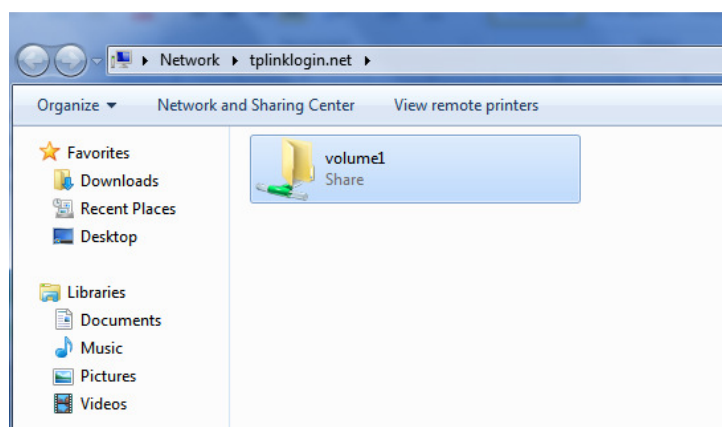 Network tplinklogin.net
Organize Network and Sharing Center View remote printers
Favorites
Downloads
Recent Places
Desktop
Libraries
Documents
Music
Pictures
Videos
volume1
Share